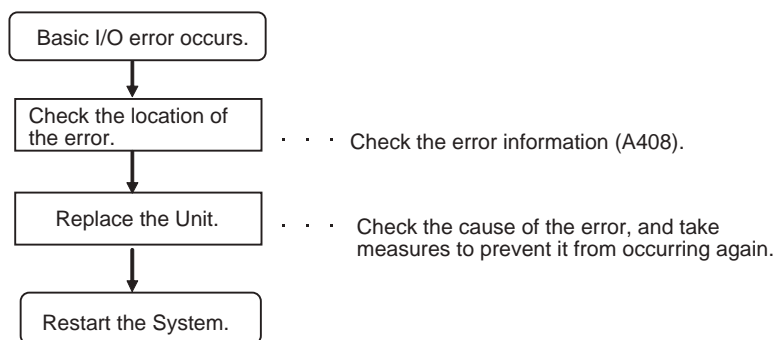 Basic I/O error occurs.
Check the location of
the error.
· · · Check the error information (A408).
Replace the Unit.
· · · Check the cause of the error, and take
measures to prevent it from occurring again.
Restart the System.